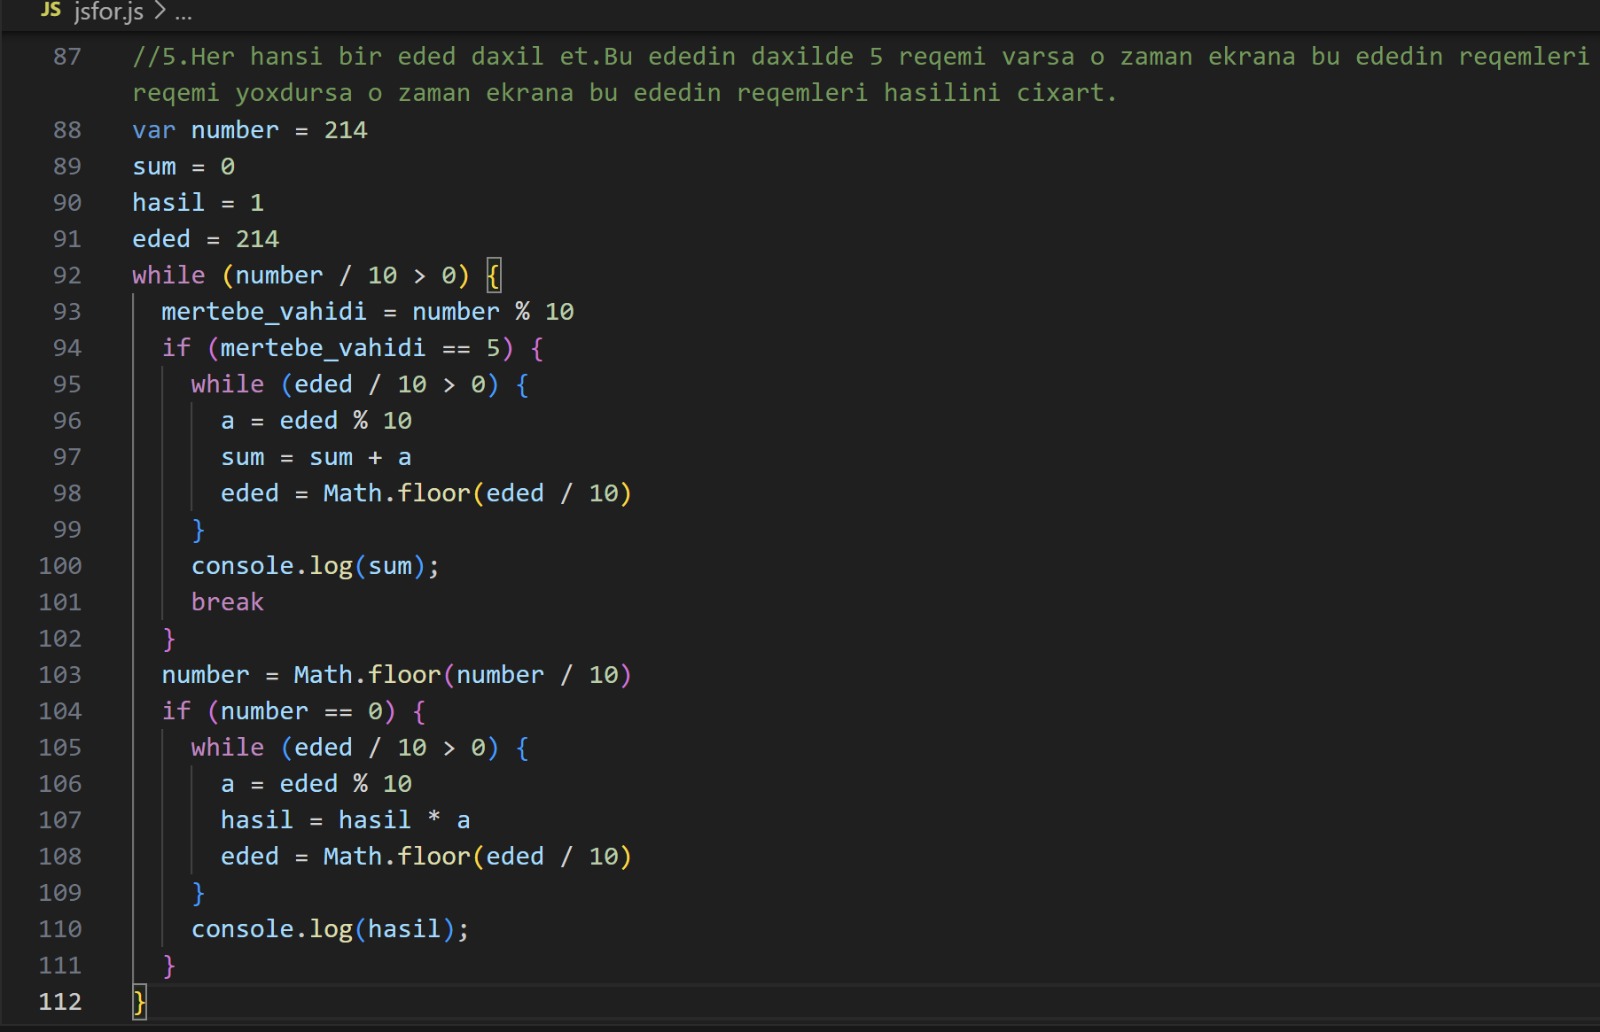 JS jsfor.js > ...
87 //5.Her hansi bir eded daxil et.Bu ededin daxilde 5 reqemi varsa o zaman ekrana bu ededin reqemleri
reqemi yoxdursa o zaman ekrana bu ededin reqemleri hasilini cixart.
88 var number = 214
89 sum = 0
90 hasil = 1
91 eded = 214
92 while (number / 10 > 0) {
93   mertebe_vahidi = number % 10
94   if (mertebe_vahidi == 5) {
95     while (eded / 10 > 0) {
96       a = eded % 10
97       sum = sum + a
98       eded = Math.floor(eded / 10)
99     }
100     console.log(sum);
101     break
102   }
103   number = Math.floor(number / 10)
104   if (number == 0) {
105     while (eded / 10 > 0) {
106       a = eded % 10
107       hasil = hasil * a
108       eded = Math.floor(eded / 10)
109     }
110     console.log(hasil);
111   }
112 }